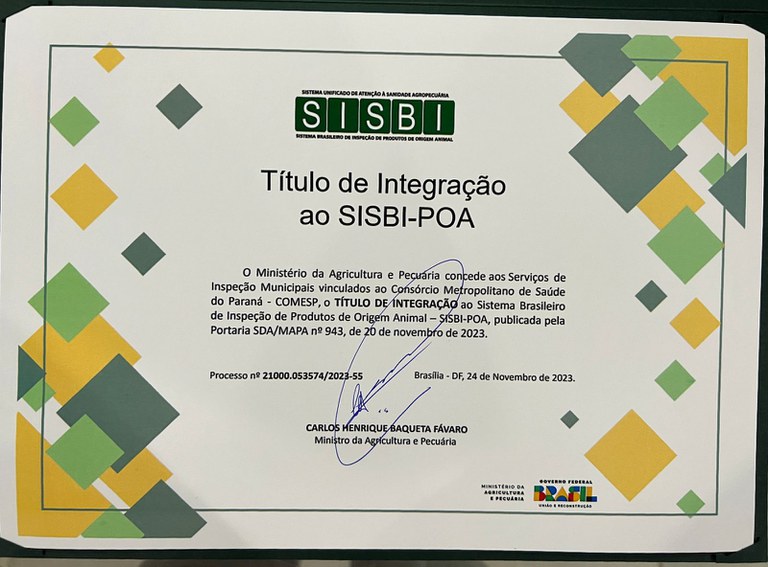 SISTEMA UNIFICADO DE ATENÇÃO À SANIDADE AGROPECUÁRIA
SISBI
SISTEMA BRASILEIRO DE INSPEÇÃO DE PRODUTOS DE ORIGEM ANIMAL
Título de Integração
ao SISBI-POA
O Ministério da Agricultura e Pecuária concede aos Serviços de
Inspeção Municipais vinculados ao Consórcio Metropolitano de Saúde
do Paraná - COMESP, o TÍTULO DE INTEGRAÇÃO ao Sistema Brasileiro
de Inspeção de Produtos de Origem Animal – SISBI-POA, publicada pela
Portaria SDA/MAPA nº 943, de 20 de novembro de 2023.
Processo nº 21000.053574/2023-55
Brasília - DF, 24 de Novembro de 2023.
CARLOS HENRIQUE BAQUETA FÁVARO
Ministro da Agricultura e Pecuária
MINISTÉRIO DA
AGRICULTURA
E PECUÁRIA
GOVERNO FEDERAL
BRASIL
UNIÃO E RECONSTRUÇÃO